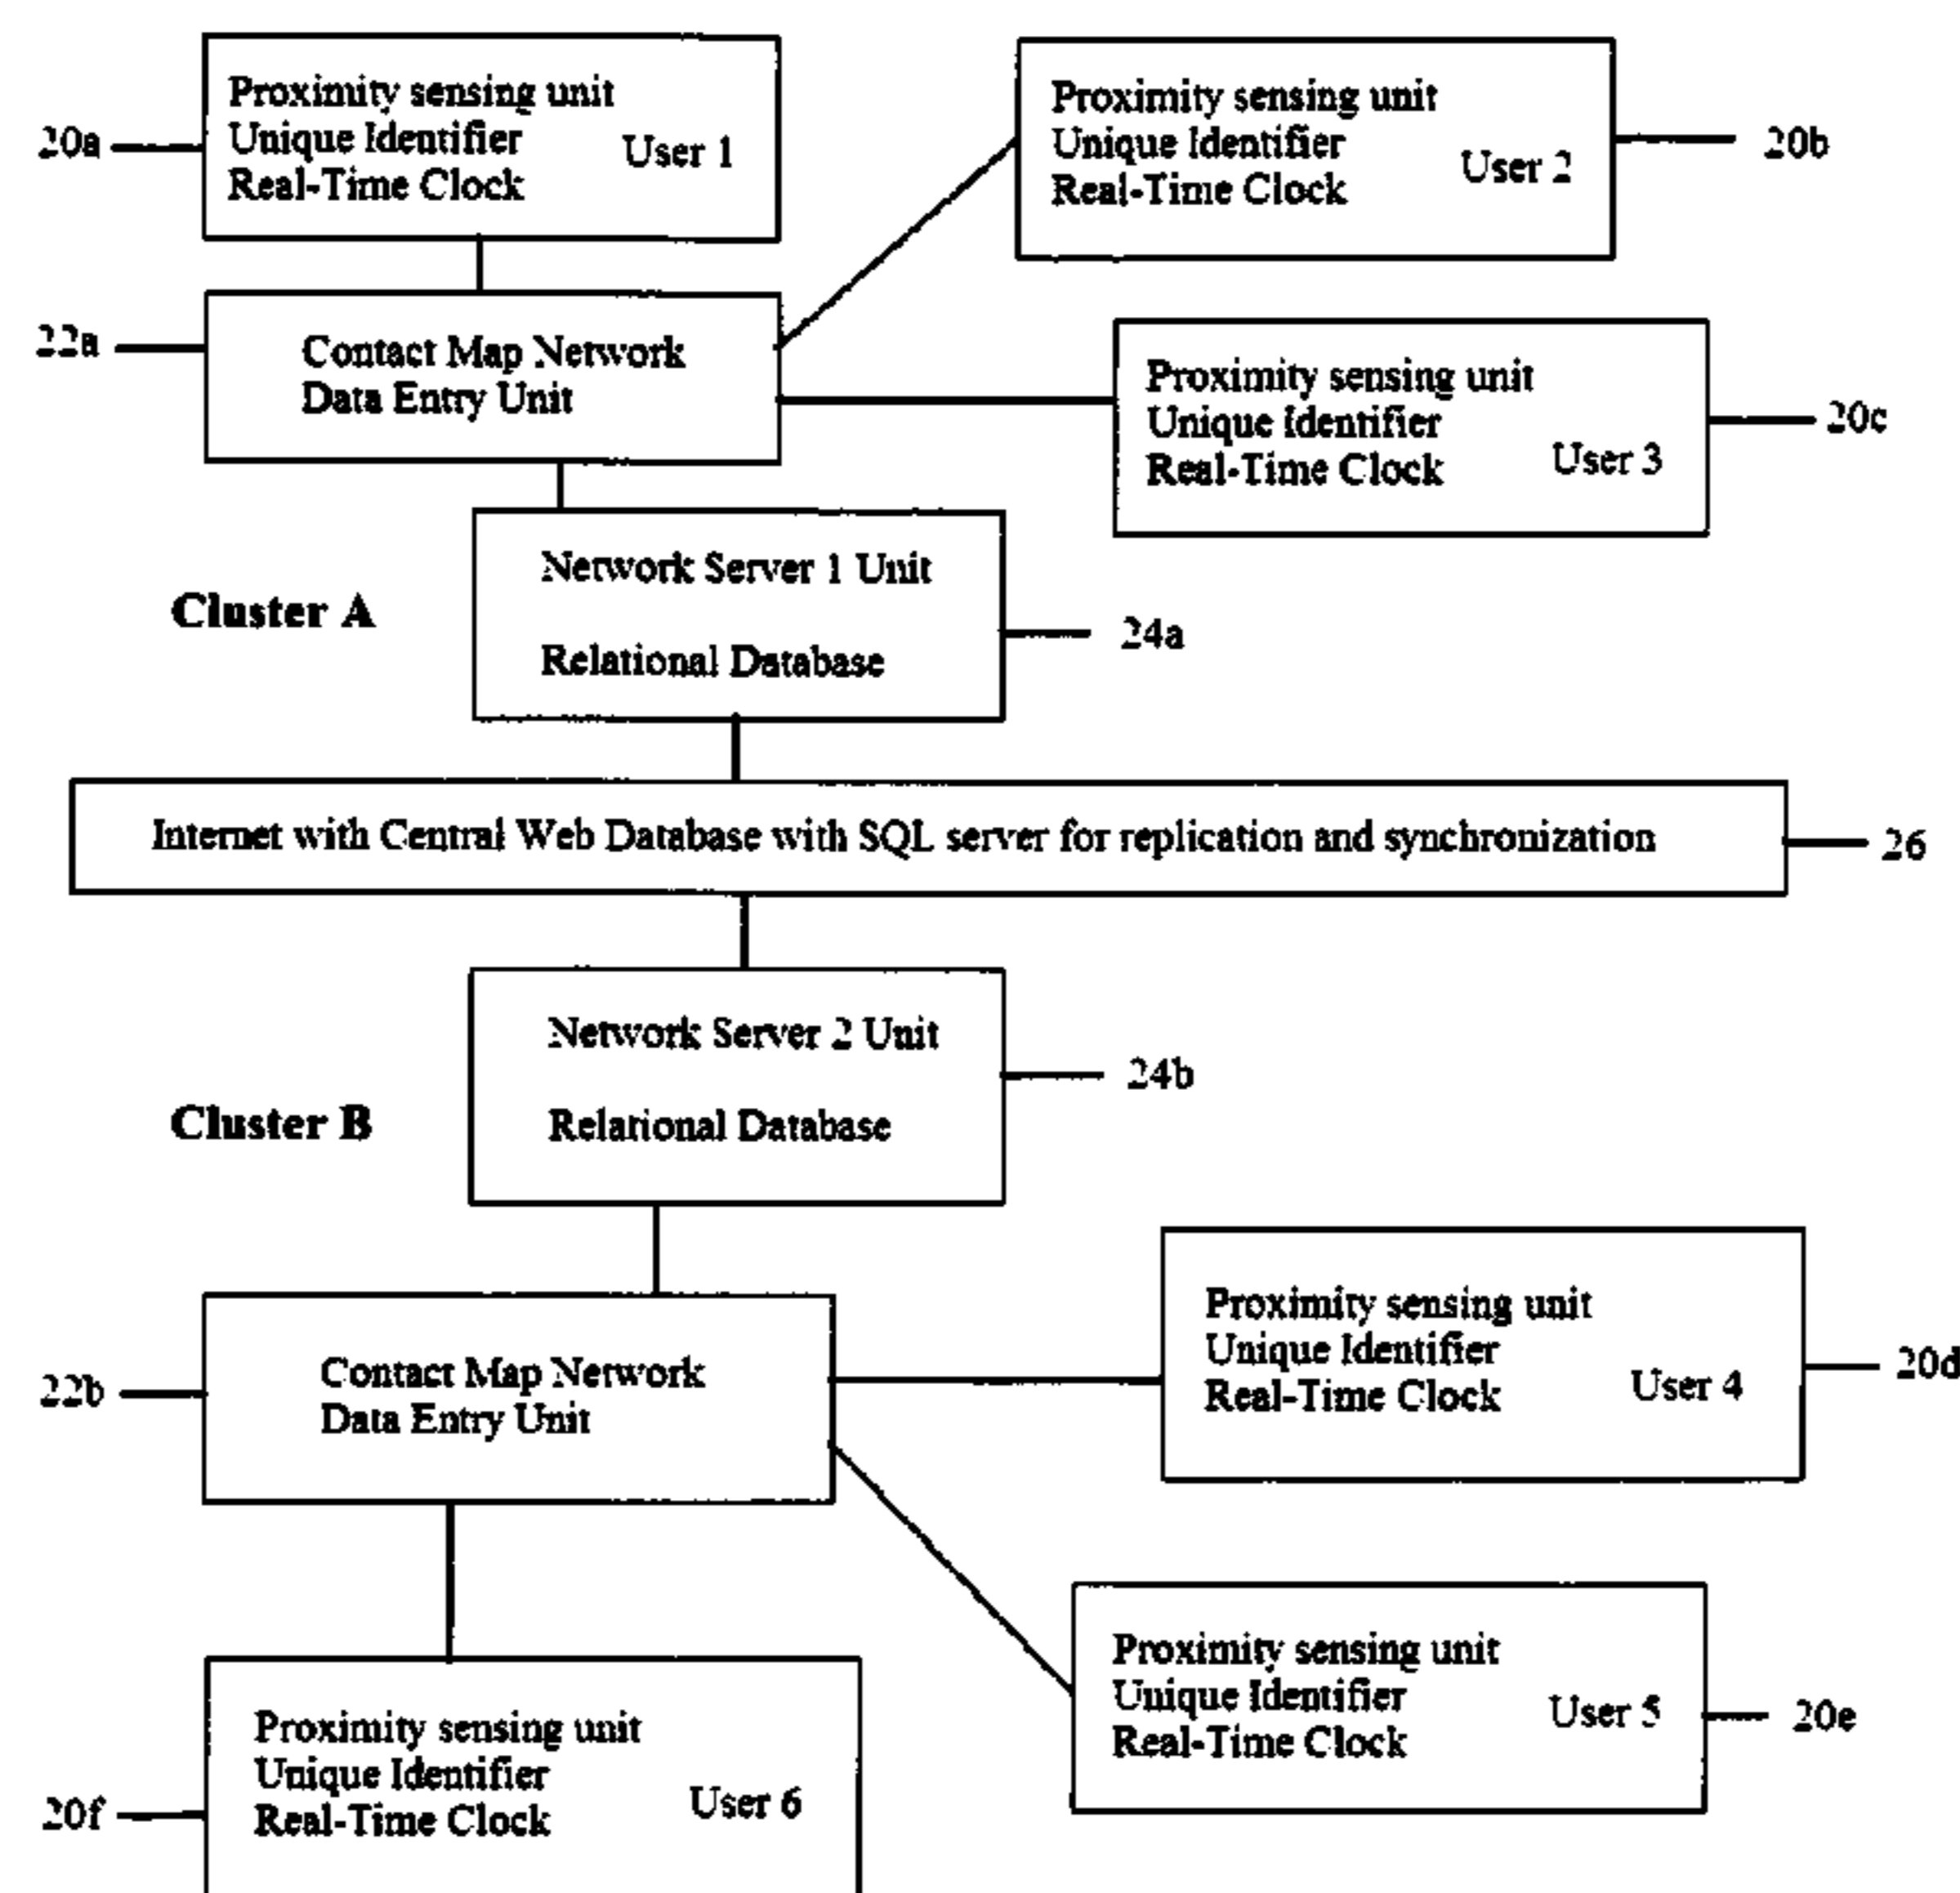 Proximity sensing unit
Unique Identifier
Real-Time Clock
User 1
20a
Proximity sensing unit
Unique Identifier
Real-Time Clock
User 2
20b
22a
Contact Map Network
Data Entry Unit
Proximity sensing unit
Unique Identifier
Real-Time Clock
User 3
20c
Network Server 1 Unit
Relational Database
Cluster A
24a
Internet with Central Web Database with SQL server for replication and synchronization
26
Network Server 2 Unit
Relational Database
24b
Cluster B
22b
Contact Map Network
Data Entry Unit
Proximity sensing unit
Unique Identifier
Real-Time Clock
User 4
20d
Proximity sensing unit
Unique Identifier
Real-Time Clock
User 5
20e
Proximity sensing unit
Unique Identifier
Real-Time Clock
User 6
20f